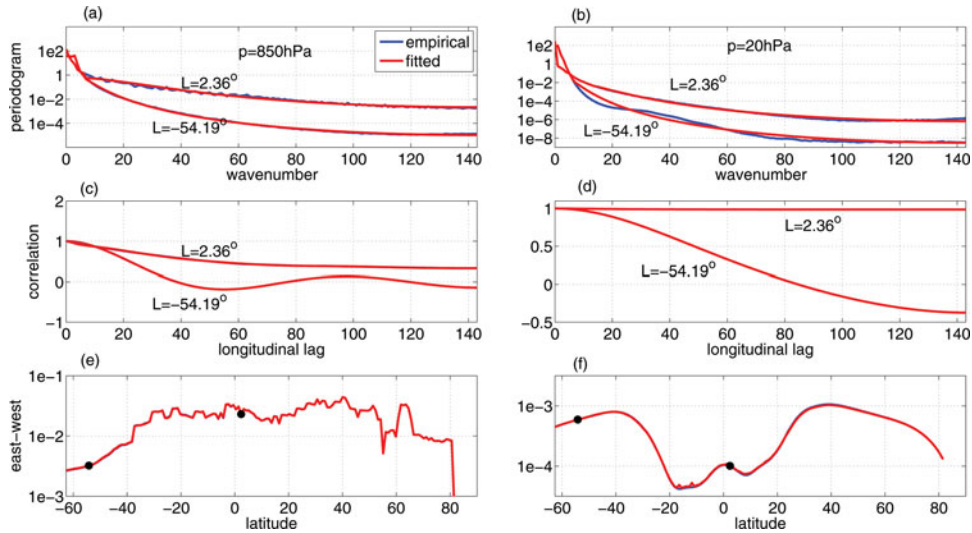 (a)
(b)
periodogram
1e2
1
1e−2
1e−4
p=850hPa
empirical
fitted
L=2.36°
L=−54.19°
0 20 40 60 80 100 120 140
wavenumber
1e2
1
1e−2
1e−4
1e−6
1e−8
p=20hPa
L=2.36°
L=−54.19°
0 20 40 60 80 100 120 140
wavenumber
(c)
(d)
correlation
2
1
0
−1
L=2.36°
L=−54.19°
0 20 40 60 80 100 120 140
longitudinal lag
1
0.5
0
−0.5
L=2.36°
L=−54.19°
0 20 40 60 80 100 120 140
longitudinal lag
(e)
(f)
east−west
1e−1
1e−2
1e−3
−60 −40 −20 0 20 40 60 80
latitude
1e−3
1e−4
−60 −40 −20 0 20 40 60 80
latitude